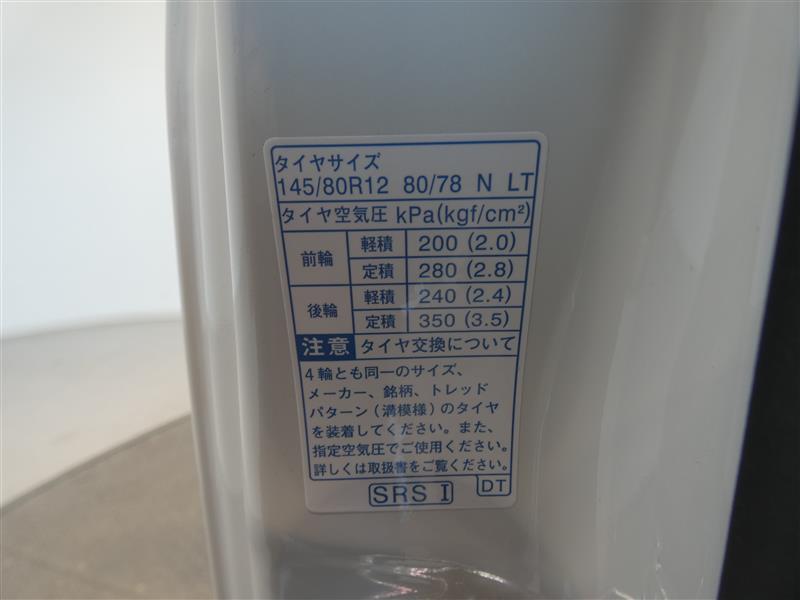 タイヤサイズ
145/80R12 80/78 N LT
タイヤ空気圧 kPa(kgf/cm²)
前輪 軽積 200 (2.0)
定積 280 (2.8)
後輪 軽積 240 (2.4)
定積 350 (3.5)
注意 タイヤ交換について
4輪とも同一のサイズ、
メーカー、銘柄、トレッド
パターン(溝模様)のタイヤ
を装着してください。また、
指定空気圧でご使用ください。
詳しくは取扱書をご覧ください。
SRS I DT